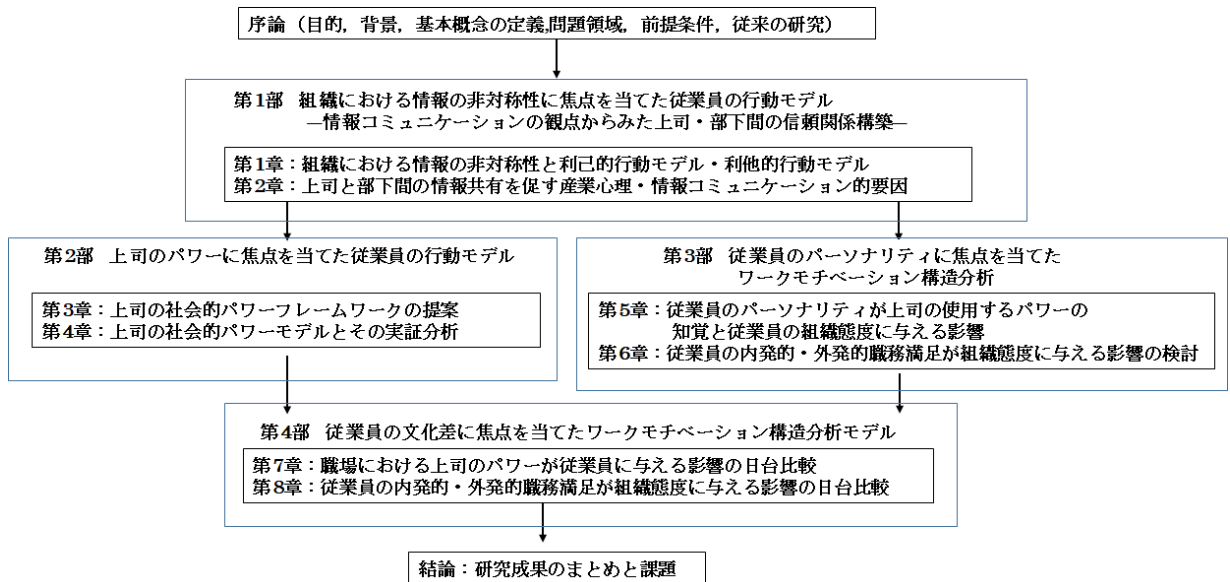 序論（目的，背景，基本概念の定義,問題領域，前提条件，従来の研究）
第1部 組織における情報の非対称性に焦点を当てた従業員の行動モデル
―情報コミュニケーションの観点からみた上司・部下間の信頼関係構築―
第1章：組織における情報の非対称性と利己的行動モデル・利他的行動モデル
第2章：上司と部下間の情報共有を促す産業心理・情報コミュニケーション的要因
第2部 上司のパワーに焦点を当てた従業員の行動モデル
第3章：上司の社会的パワーフレームワークの提案
第4章：上司の社会的パワーモデルとその実証分析
第3部 従業員のパーソナリティに焦点を当てた
ワークモチベーション構造分析
第5章：従業員のパーソナリティが上司の使用するパワーの
知覚と従業員の組織態度に与える影響
第6章：従業員の内発的・外発的職務満足が組織態度に与える影響の検討
第4部 従業員の文化差に焦点を当てたワークモチベーション構造分析モデル
第7章：職場における上司のパワーが従業員に与える影響の日台比較
第8章：従業員の内発的・外発的職務満足が組織態度に与える影響の日台比較
結論：研究成果のまとめと課題